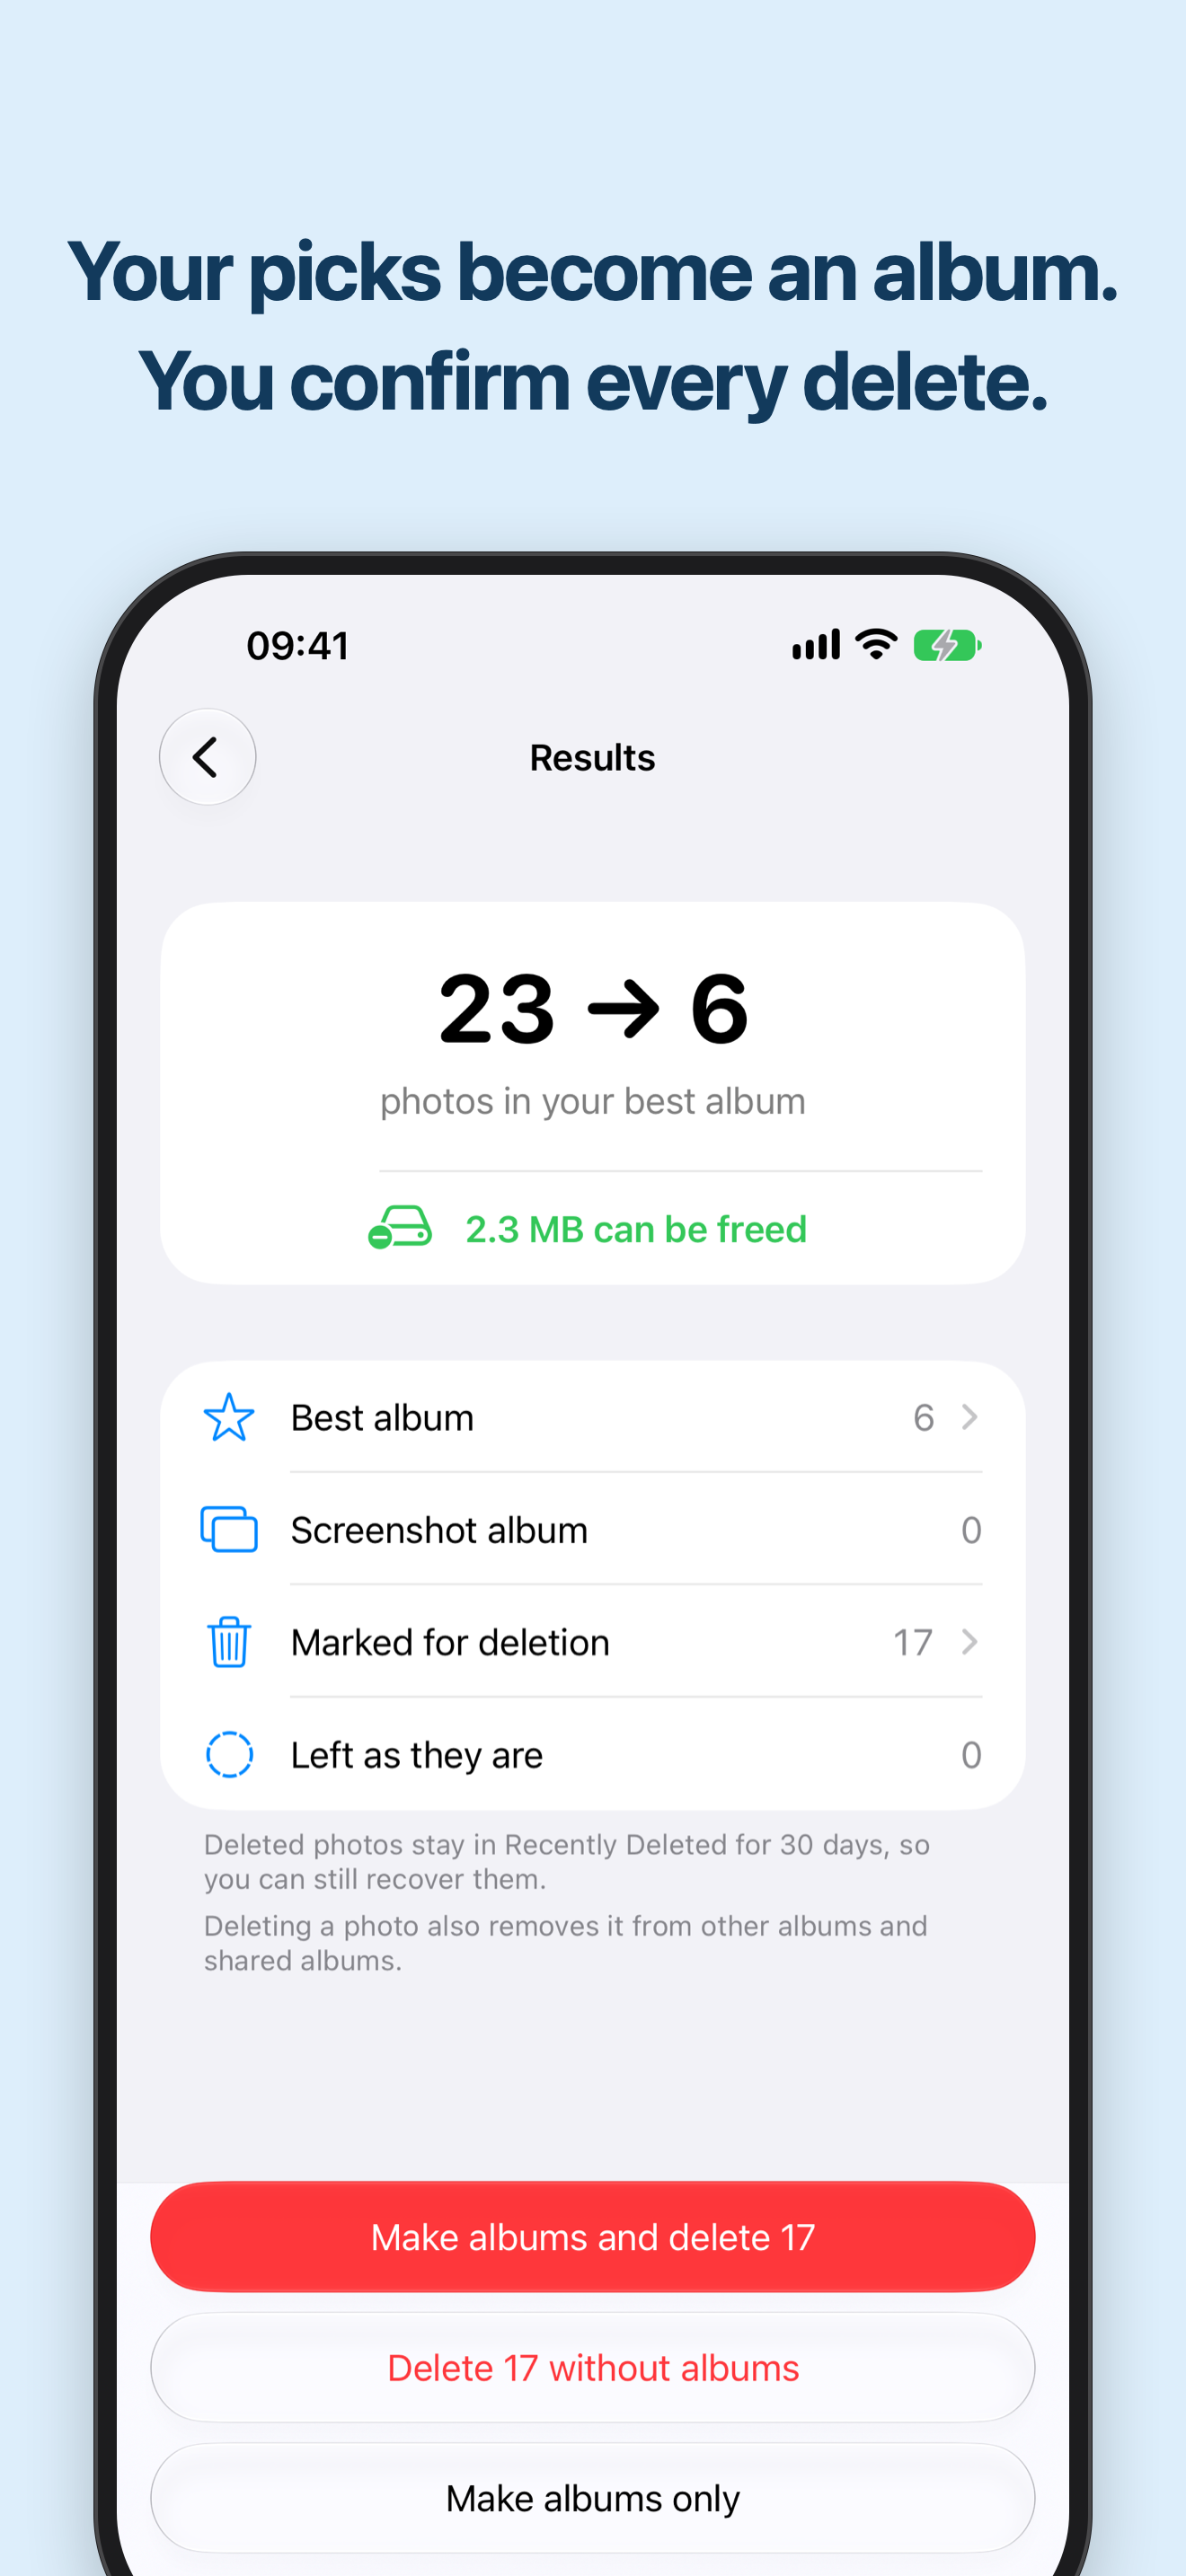 Your picks become an album.
You confirm every delete.
09:41
Results
23 → 6
photos in your best album
2.3 MB can be freed
Best album 6
Screenshot album 0
Marked for deletion 17
Left as they are 0
Deleted photos stay in Recently Deleted for 30 days, so
you can still recover them.
Deleting a photo also removes it from other albums and
shared albums.
Make albums and delete 17
Delete 17 without albums
Make albums only